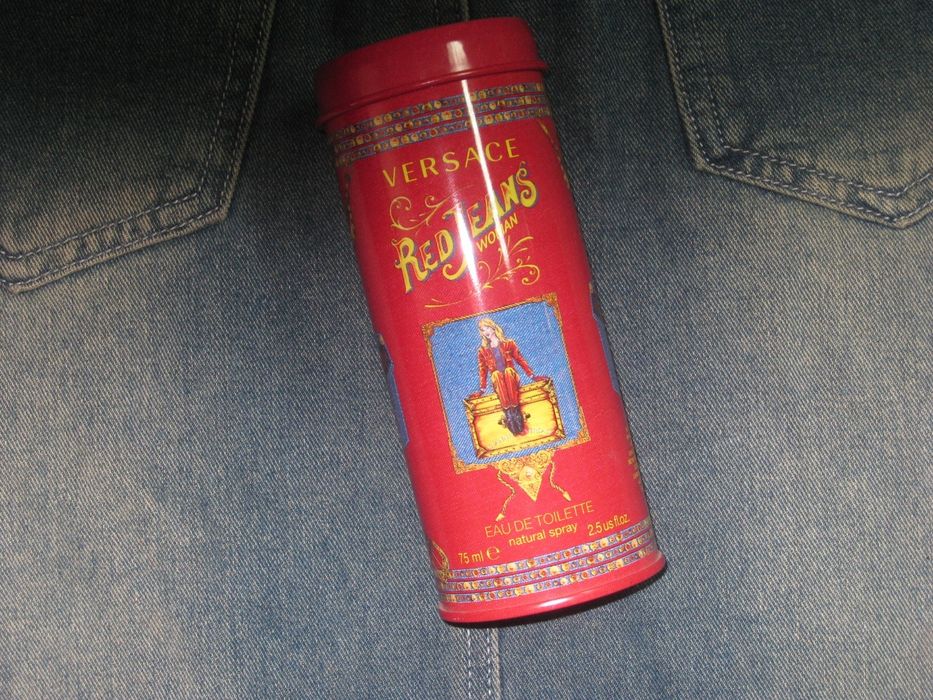 VERSACE
RED JEANS
WOMAN
EAU DE TOILETTE
natural spray
75 ml ℮ 2.5 us fl.oz.